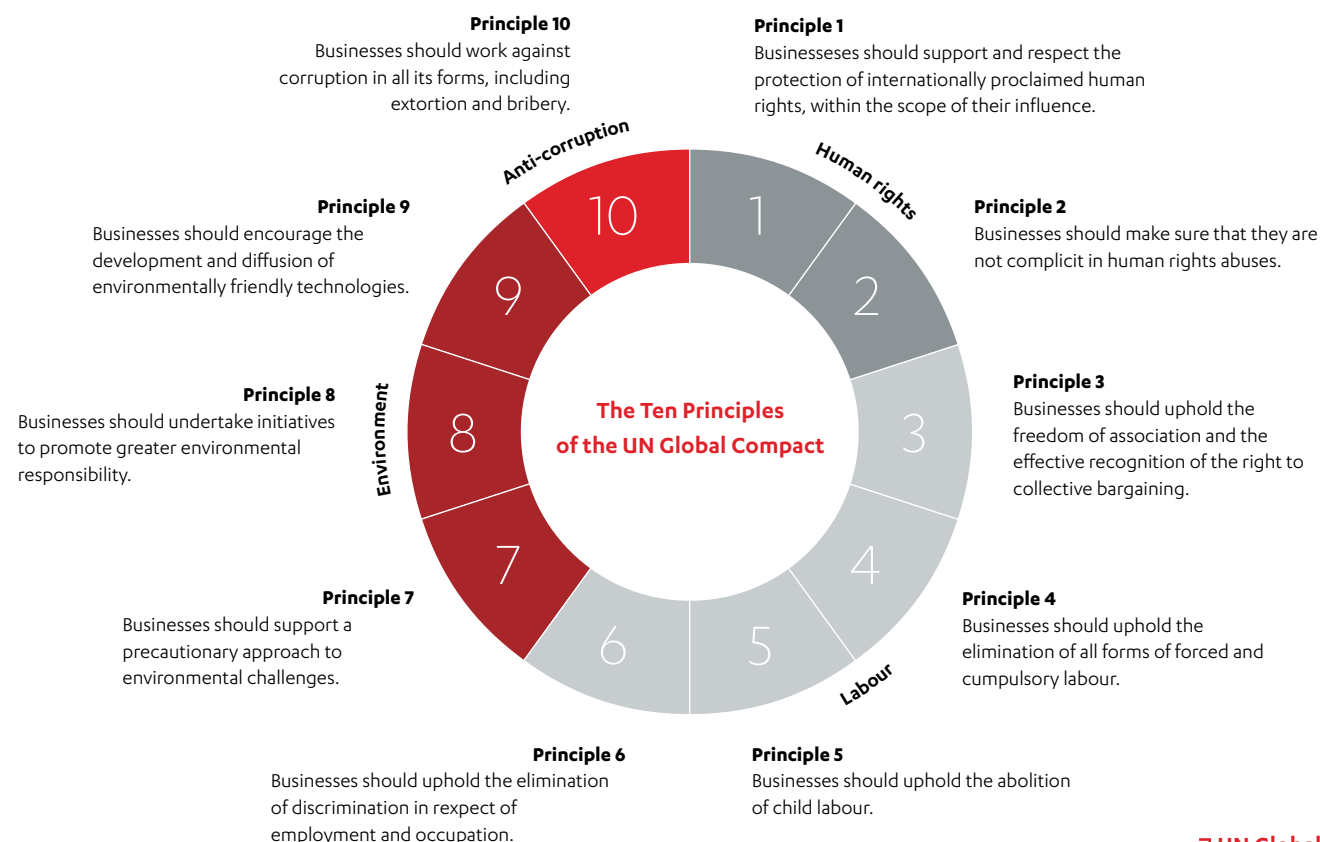 Principle 1
Businesseses should support and respect the
protection of internationally proclaimed human
rights, within the scope of their influence.
Human rights
Principle 2
Businesses should make sure that they are
not complicit in human rights abuses.
Principle 3
Businesses should uphold the
freedom of association and the
effective recognition of the right to
collective bargaining.
Principle 4
Businesses should uphold the
elimination of all forms of forced and
cumpulsory labour.
Labour
Principle 5
Businesses should uphold the abolition
of child labour.
Principle 6
Businesses should uphold the elimination
of discrimination in rexpect of
employment and occupation.
Principle 7
Businesses should support a
precautionary approach to
environmental challenges.
Environment
Principle 8
Businesses should undertake initiatives
to promote greater environmental
responsibility.
Principle 9
Businesses should encourage the
development and diffusion of
environmentally friendly technologies.
Anti-corruption
Principle 10
Businesses should work against
corruption in all its forms, including
extortion and bribery.
1
2
3
4
5
6
7
8
9
10
The Ten Principles
of the UN Global Compact
UN Global